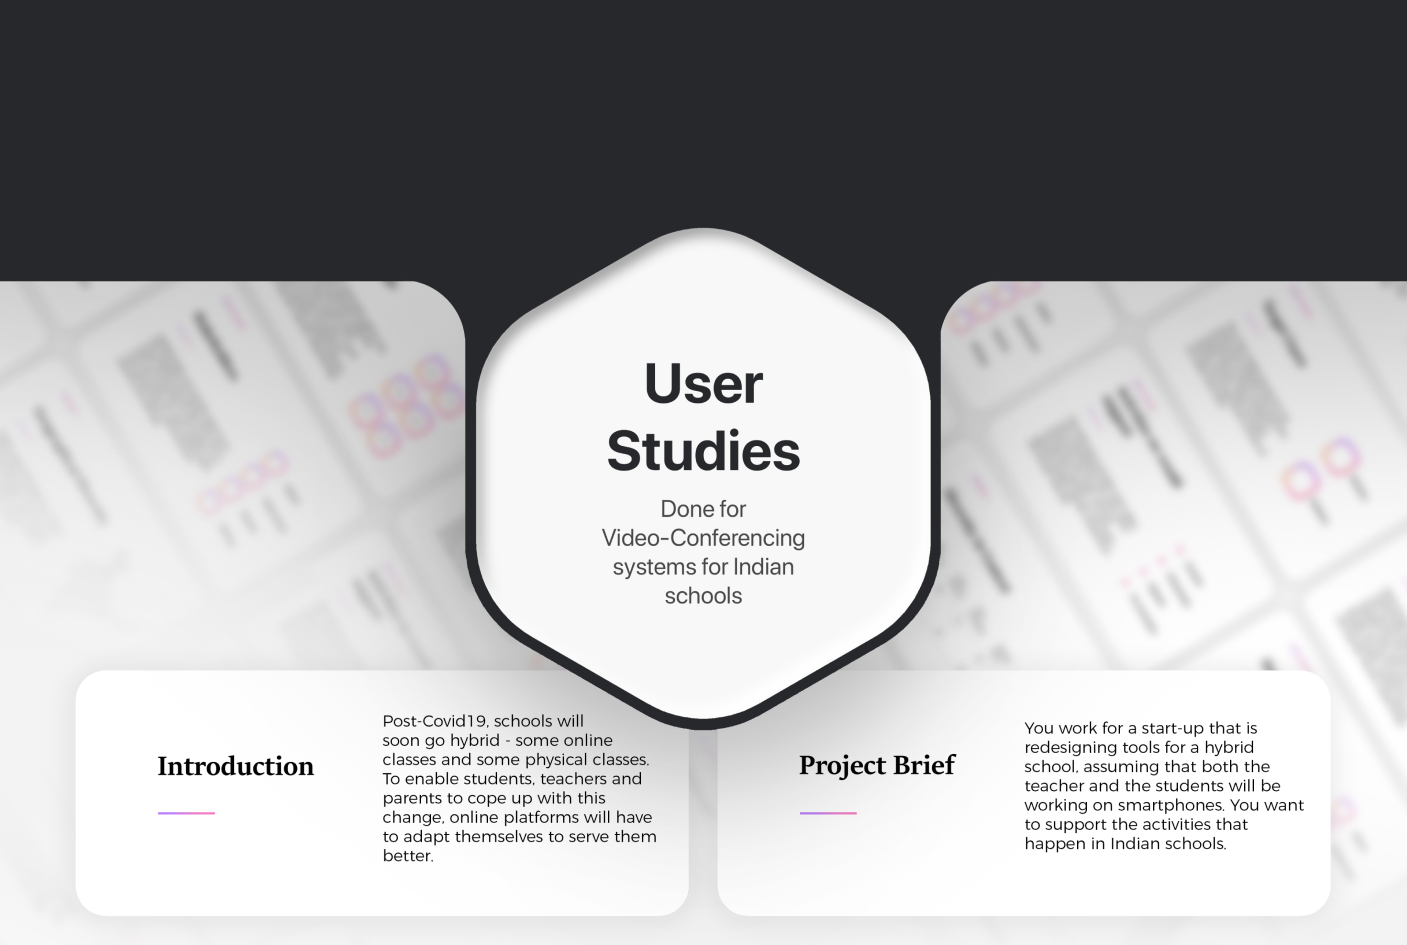 User
Studies
Done for
Video-Conferencing
systems for Indian
schools
Introduction
Post-Covid19, schools will
soon go hybrid - some online
classes and some physical classes.
To enable students, teachers and
parents to cope up with this
change, online platforms will have
to adapt themselves to serve them
better.
Project Brief
You work for a start-up that is
redesigning tools for a hybrid
school, assuming that both the
teacher and the students will be
working on smartphones. You want
to support the activities that
happen in Indian schools.